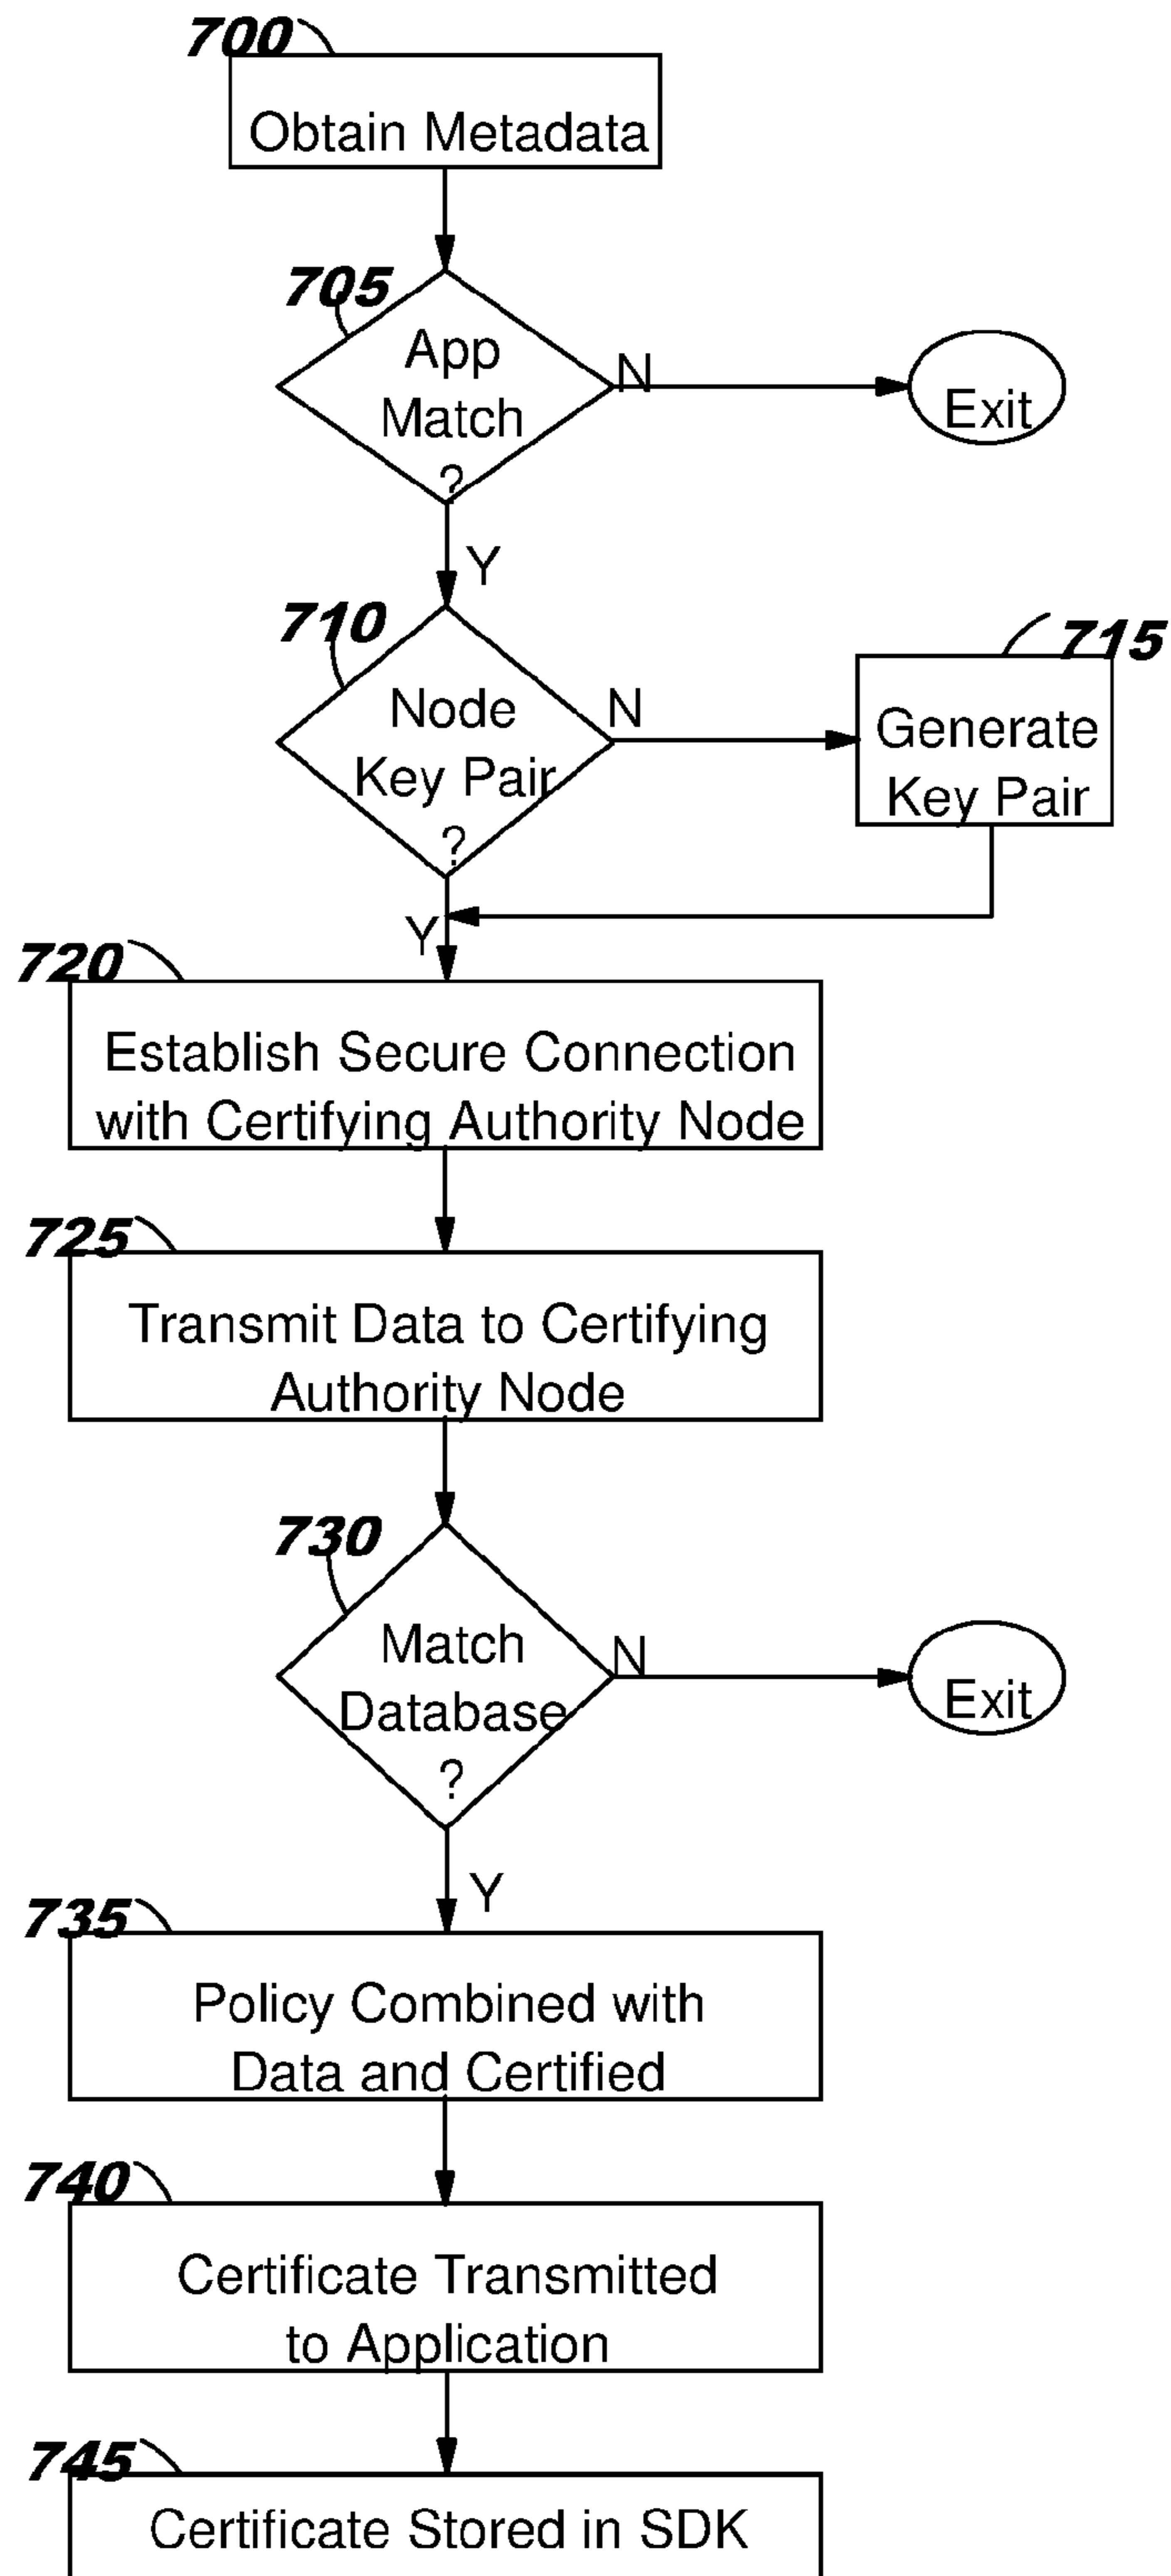 700
Obtain Metadata
705
App
Match
?
N
Exit
Y
710
Node
Key Pair
?
N
715
Generate
Key Pair
Y
720
Establish Secure Connection
with Certifying Authority Node
725
Transmit Data to Certifying
Authority Node
730
Match
Database
?
N
Exit
Y
735
Policy Combined with
Data and Certified
740
Certificate Transmitted
to Application
745
Certificate Stored in SDK